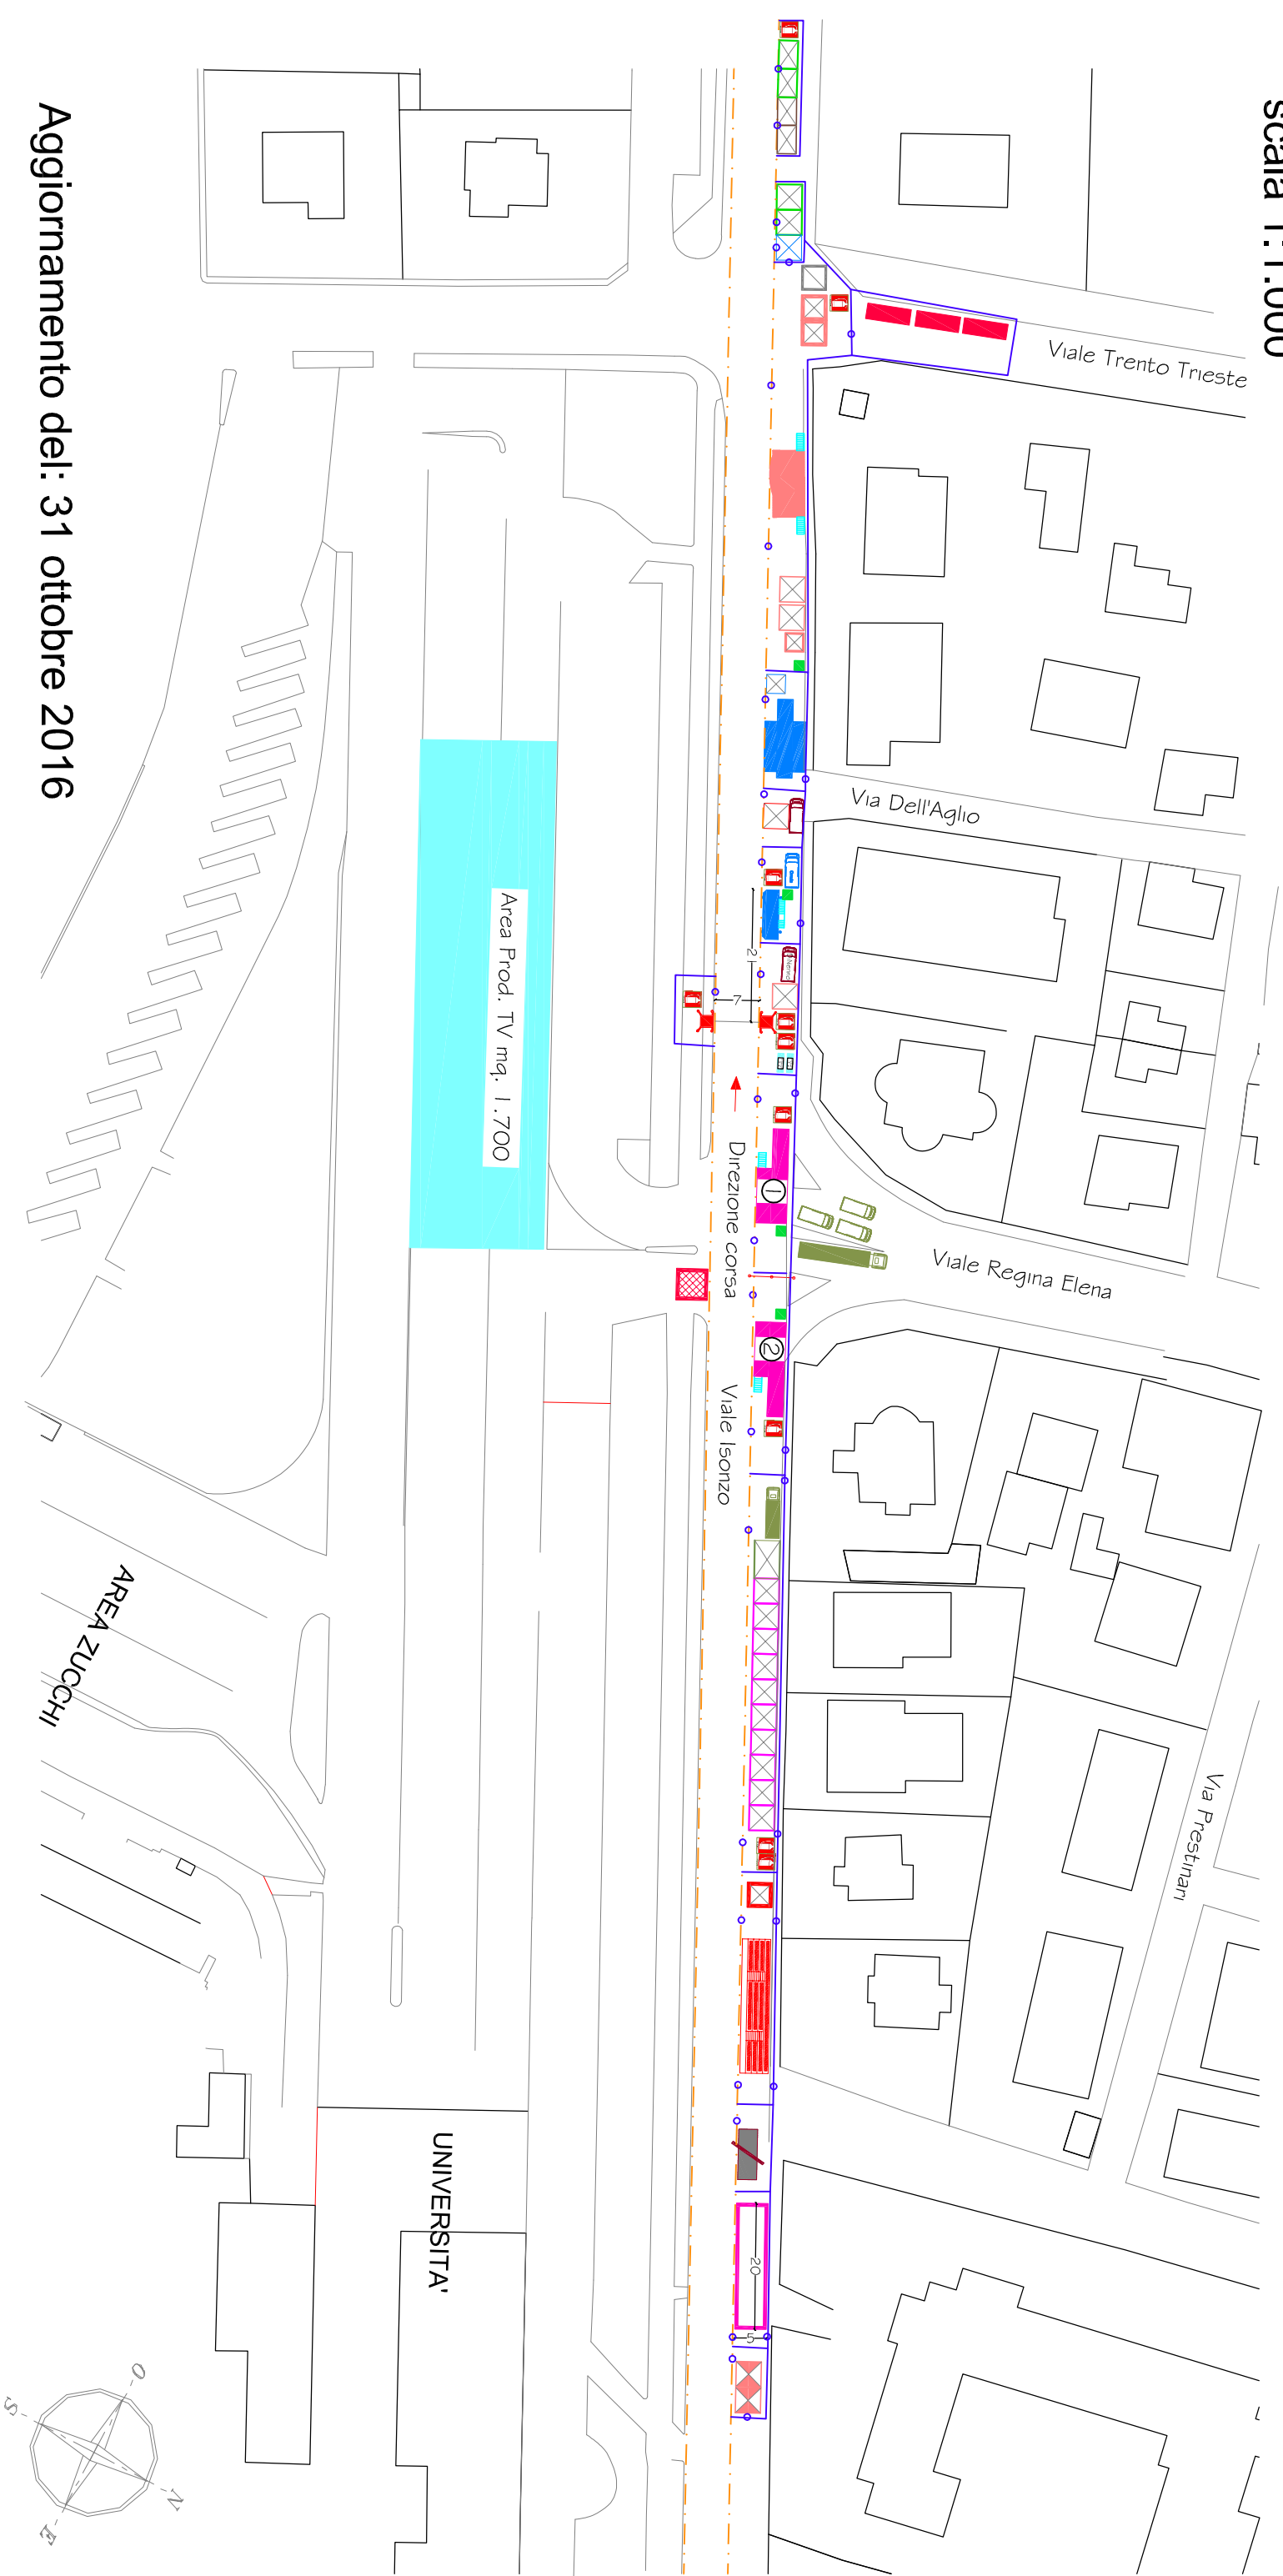 scala 1:1.000
Viale Trento Trieste
Via Dell'Aglio
Viale Regina Elena
Via Prestinari
21
7
1
2
Direzione corsa
Viale Isonzo
20
5
Area Prod. TV mq. 1.700
UNIVERSITA'
AREA ZUCCHI
Aggiornamento del: 31 ottobre 2016
O
S
N
E